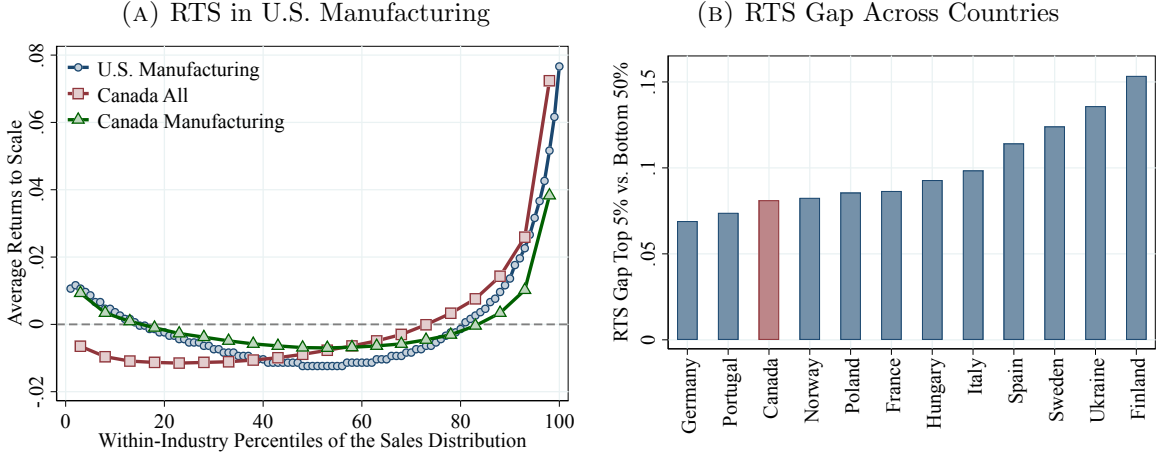 (A) RTS in U.S. Manufacturing
Average Returns to Scale
.08
.06
.04
.02
0
-.02
U.S. Manufacturing
Canada All
Canada Manufacturing
0 20 40 60 80 100
Within-Industry Percentiles of the Sales Distribution
(B) RTS Gap Across Countries
RTS Gap Top 5% vs. Bottom 50%
.15
.1
.05
0
Germany
Portugal
Canada
Norway
Poland
France
Hungary
Italy
Spain
Sweden
Ukraine
Finland